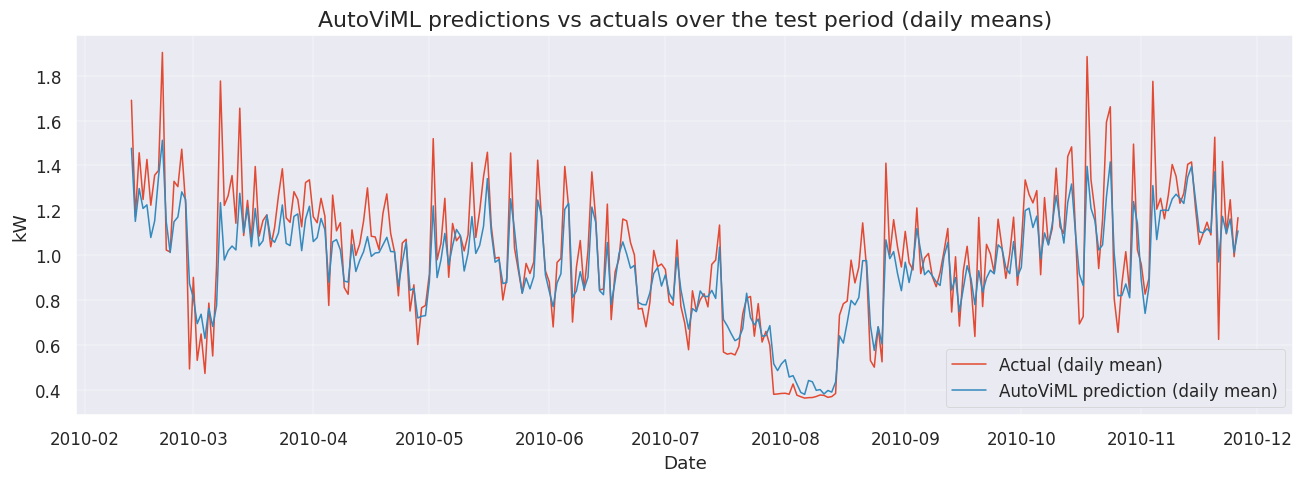 AutoViML predictions vs actuals over the test period (daily means)
kW
1.8
1.6
1.4
1.2
1.0
0.8
0.6
0.4
Actual (daily mean)
AutoViML prediction (daily mean)
2010-02 2010-03 2010-04 2010-05 2010-06 2010-07 2010-08 2010-09 2010-10 2010-11 2010-12
Date